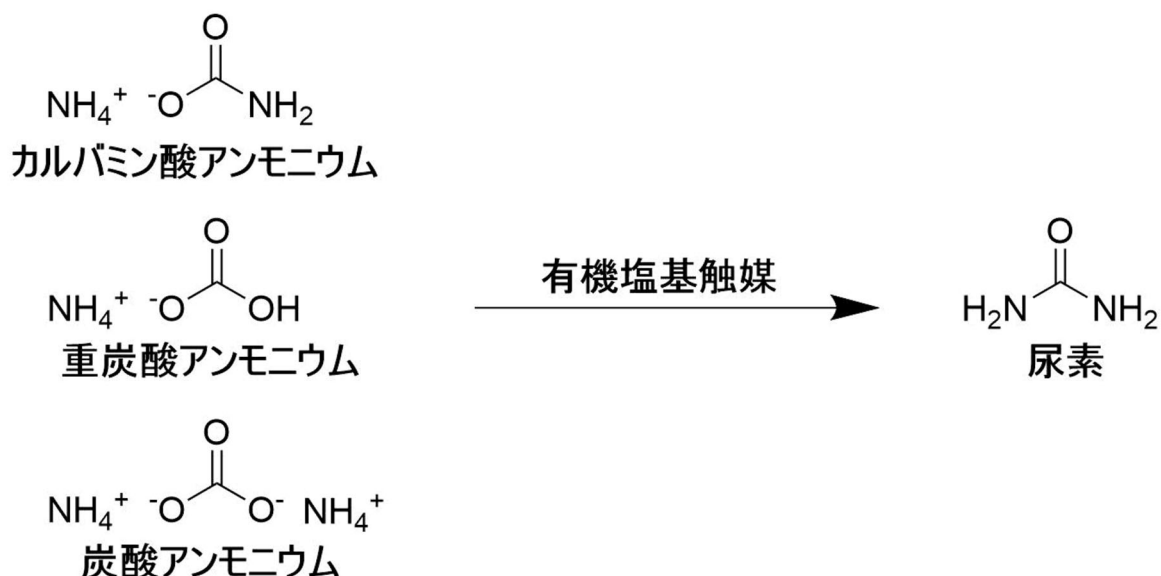 O
NH₄⁺ ⁻O NH₂
カルバミン酸アンモニウム
O
NH₄⁺ ⁻O OH
重炭酸アンモニウム
O
NH₄⁺ ⁻O O⁻ NH₄⁺
炭酸アンモニウム
有機塩基触媒
O
H₂N NH₂
尿素